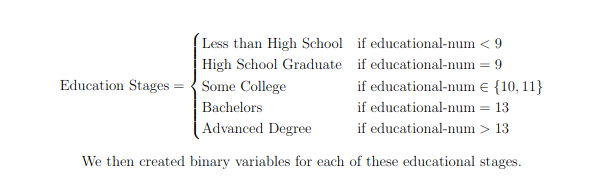 Less than High School if educational-num < 9
High School Graduate if educational-num = 9
Education Stages = { Some College if educational-num ∈ {10, 11}
Bachelors if educational-num = 13
Advanced Degree if educational-num > 13
We then created binary variables for each of these educational stages.